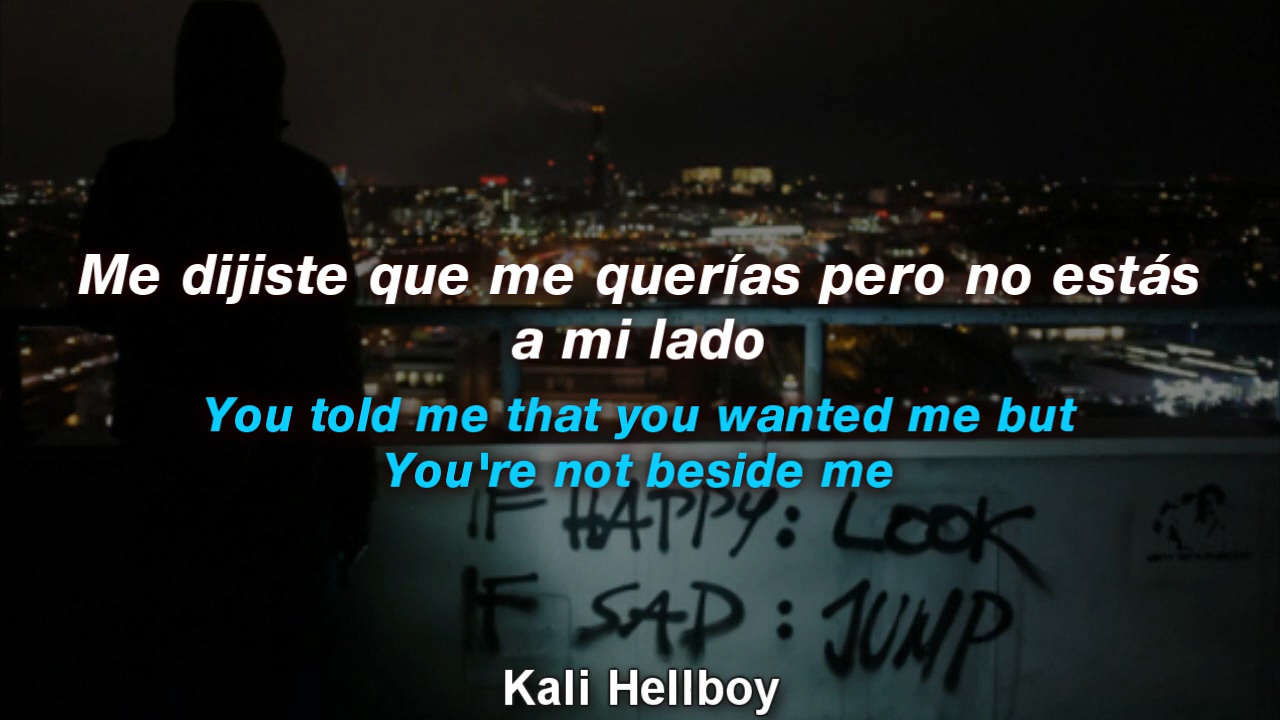 Me dijiste que me querías pero no estás
a mi lado
You told me that you wanted me but
You're not beside me
IF HAPPY: LOOK
IF SAD: JUMP
Kali Hellboy